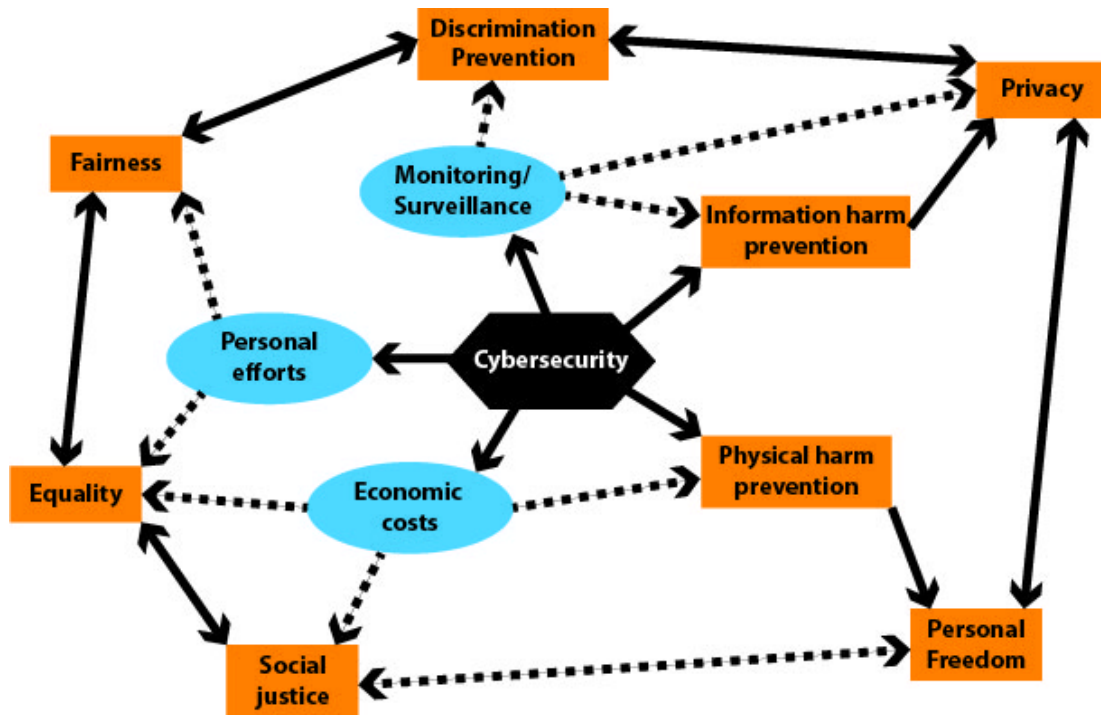 Discrimination
Prevention
Privacy
Fairness
Monitoring/
Surveillance
Information harm
prevention
Personal
efforts
Cybersecurity
Physical harm
prevention
Equality
Economic
costs
Personal
Freedom
Social
justice